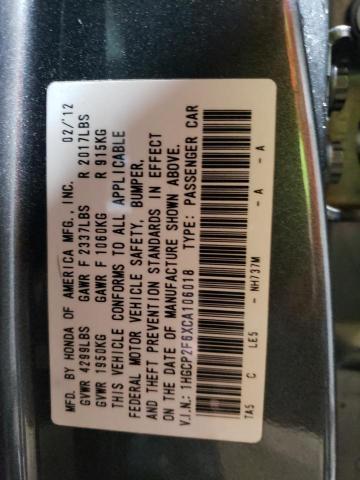 MFD. BY HONDA OF AMERICA MFG., INC. 02/'12
GVWR 4299LBS GAWR F 2337LBS R 2017LBS
GVWR 1950KG GAWR F 1060KG R 915KG
THIS VEHICLE CONFORMS TO ALL APPLICABLE
FEDERAL MOTOR VEHICLE SAFETY, BUMPER,
AND THEFT PREVENTION STANDARDS IN EFFECT
ON THE DATE OF MANUFACTURE SHOWN ABOVE.
V.I.N.: 1HGCP2F6XCA106018 TYPE: PASSENGER CAR
TA5 C LE5 - NH737M - A - A